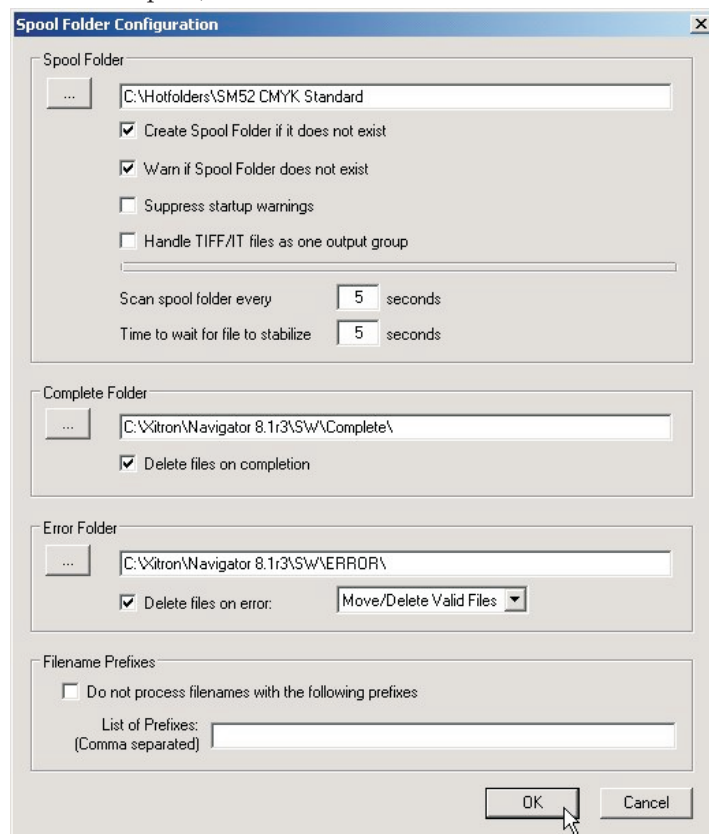 Spool Folder Configuration
Spool Folder
...
C:\Hotfolders\SM52 CMYK Standard
Create Spool Folder if it does not exist
Warn if Spool Folder does not exist
Suppress startup warnings
Handle TIFF/IT files as one output group
Scan spool folder every 5 seconds
Time to wait for file to stabilize 5 seconds
Complete Folder
...
C:\Xitron\Navigator 8.1r3\SW\Complete\
Delete files on completion
Error Folder
...
C:\Xitron\Navigator 8.1r3\SW\ERROR\
Delete files on error: Move/Delete Valid Files
Filename Prefixes
Do not process filenames with the following prefixes
List of Prefixes:
(Comma separated)
OK Cancel